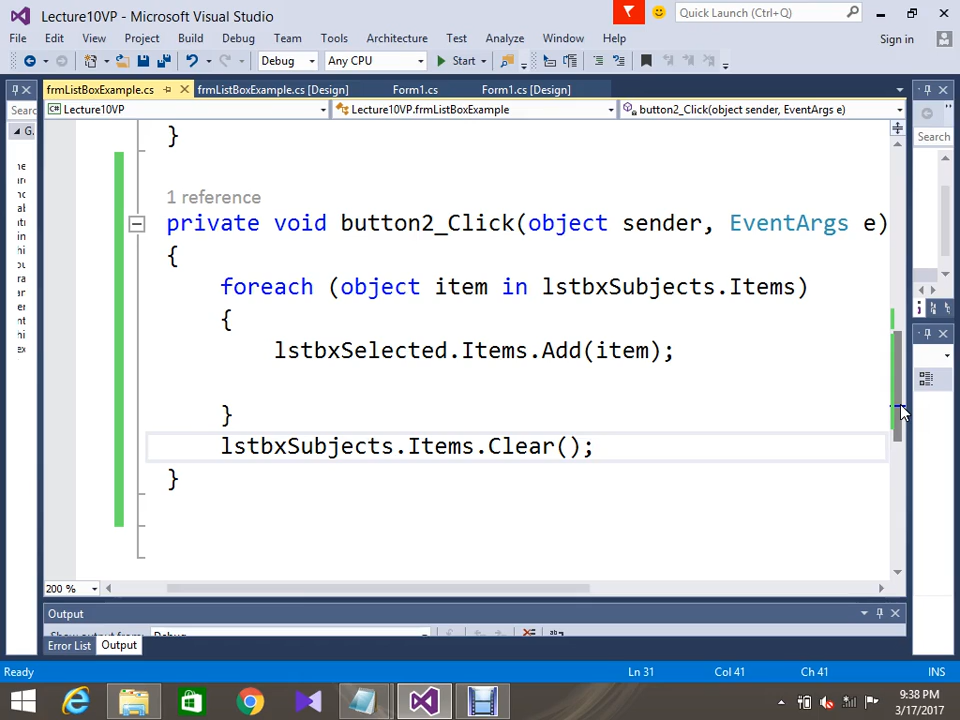 Lecture10VP - Microsoft Visual Studio
Quick Launch (Ctrl+Q)
File Edit View Project Build Debug Team Tools Architecture Test Analyze Window Help
Sign in
Debug Any CPU Start
frmListBoxExample.cs frmListBoxExample.cs [Design] Form1.cs Form1.cs [Design]
Lecture10VP Lecture10VP.frmListBoxExample button2_Click(object sender, EventArgs e)
Search
}
1 reference
private void button2_Click(object sender, EventArgs e)
{
foreach (object item in lstbxSubjects.Items)
{
lstbxSelected.Items.Add(item);
}
lstbxSubjects.Items.Clear();
}
200 %
Output
Show output from: Debug
Error List Output
Ready Ln 31 Col 41 Ch 41 INS
9:38 PM
3/17/2017